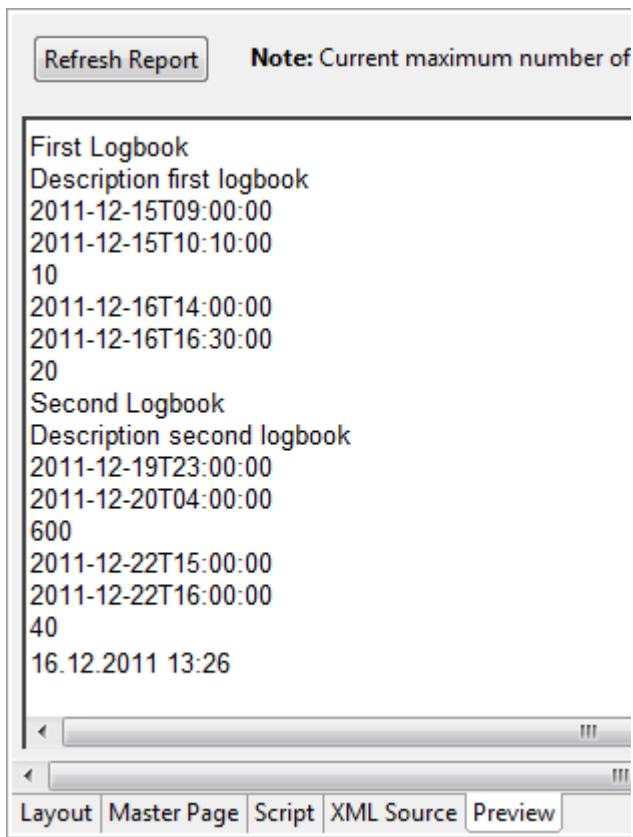 Refresh Report Note: Current maximum number of
First Logbook
Description first logbook
2011-12-15T09:00:00
2011-12-15T10:10:00
10
2011-12-16T14:00:00
2011-12-16T16:30:00
20
Second Logbook
Description second logbook
2011-12-19T23:00:00
2011-12-20T04:00:00
600
2011-12-22T15:00:00
2011-12-22T16:00:00
40
16.12.2011 13:26
Layout Master Page Script XML Source Preview